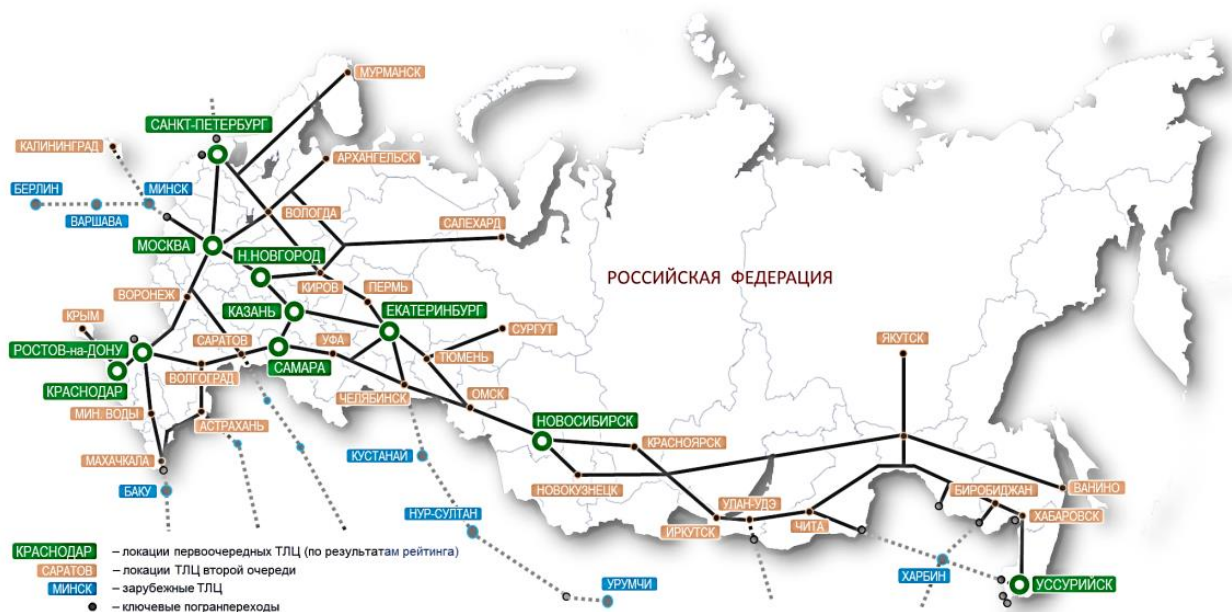 МУРМАНСК
САНКТ-ПЕТЕРБУРГ
КАЛИНИНГРАД
АРХАНГЕЛЬСК
БЕРЛИН
МИНСК
ВАРШАВА
ВОЛОГДА
САЛЕХАРД
МОСКВА
Н.НОВГОРОД
РОССИЙСКАЯ ФЕДЕРАЦИЯ
КИРОВ
ПЕРМЬ
ВОРОНЕЖ
КАЗАНЬ
ЕКАТЕРИНБУРГ
КРЫМ
СУРГУТ
САРАТОВ
УФА
ЯКУТСК
РОСТОВ-на-ДОНУ
ТЮМЕНЬ
САМАРА
ВОЛГОГРАД
КРАСНОДАР
ЧЕЛЯБИНСК
ОМСК
МИН. ВОДЫ
АСТРАХАНЬ
НОВОСИБИРСК
КРАСНОЯРСК
КУСТАНАЙ
МАХАЧКАЛА
НОВОКУЗНЕЦК
БАКУ
УЛАН-УДЭ
БИРОБИДЖАН
ВАНИНО
НУР-СУЛТАН
ИРКУТСК
ЧИТА
ХАБАРОВСК
ХАРБИН
УРУМЧИ
УССУРИЙСК
КРАСНОДАР – локации первоочередных ТЛЦ (по результатам рейтинга)
САРАТОВ – локации ТЛЦ второй очереди
МИНСК – зарубежные ТЛЦ
– ключевые погранпереходы